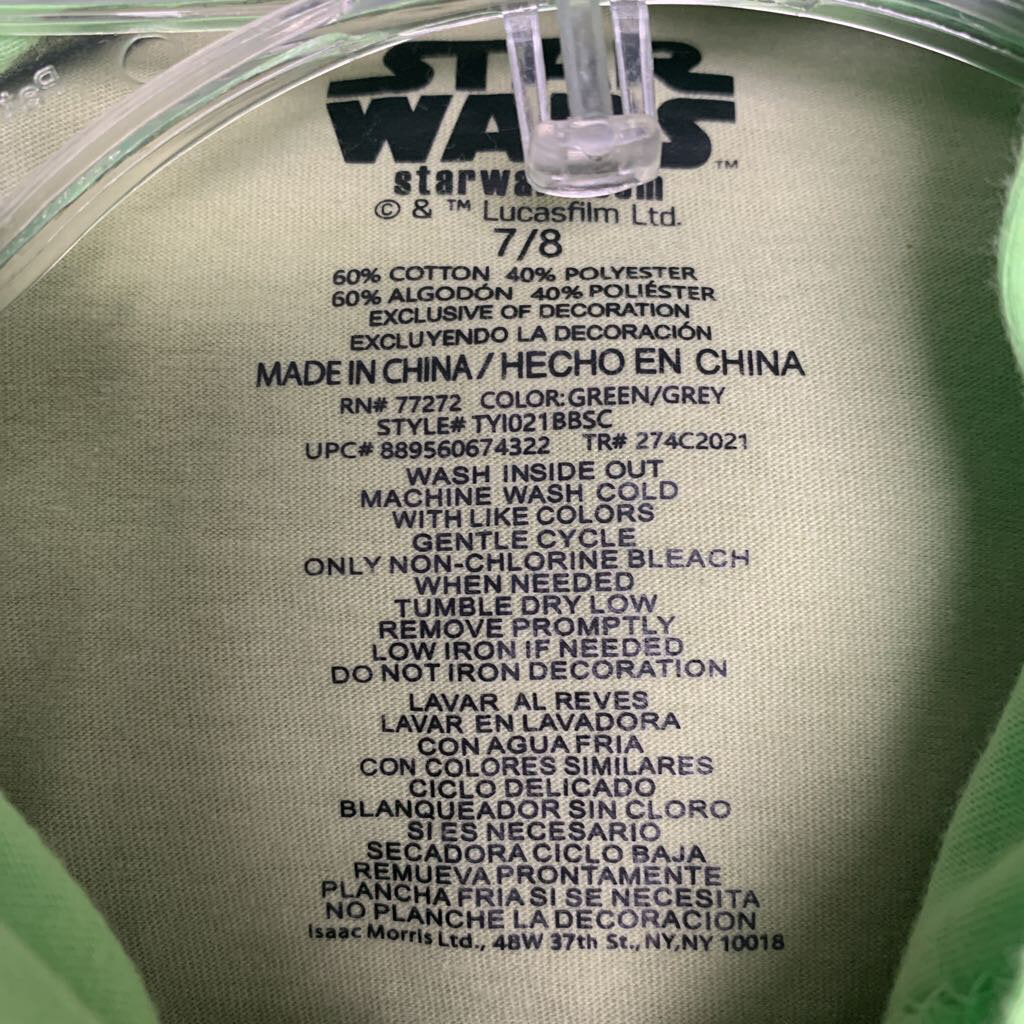 STAR
WARS™
© & ™ Lucasfilm Ltd.
7/8
60% COTTON 40% POLYESTER
60% ALGODÓN 40% POLIÉSTER
EXCLUSIVE OF DECORATION
EXCLUYENDO LA DECORACIÓN
MADE IN CHINA / HECHO EN CHINA
RN# 77272 COLOR:GREEN/GREY
STYLE# TYI021BBSC
UPC# 889560674322 TR# 274C2021
WASH INSIDE OUT
MACHINE WASH COLD
WITH LIKE COLORS
GENTLE CYCLE
ONLY NON-CHLORINE BLEACH
WHEN NEEDED
TUMBLE DRY LOW
REMOVE PROMPTLY
LOW IRON IF NEEDED
DO NOT IRON DECORATION
LAVAR AL REVES
LAVAR EN LAVADORA
CON AGUA FRIA
CON COLORES SIMILARES
CICLO DELICADO
BLANQUEADOR SIN CLORO
SI ES NECESARIO
SECADORA CICLO BAJA
REMUEVA PRONTAMENTE
PLANCHA FRIA SI SE NECESITA
NO PLANCHE LA DECORACION
Isaac Morris Ltd., 48W 37th St., NY,NY 10018